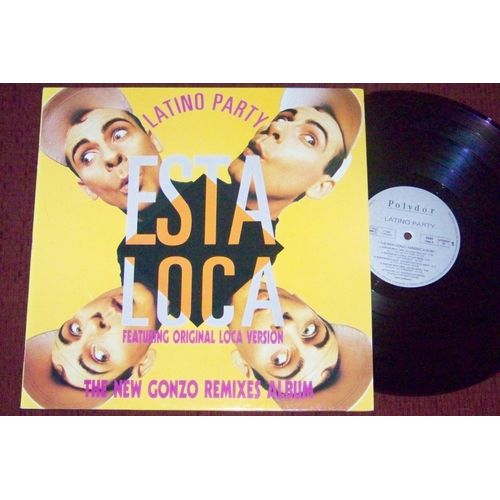 LATINO PARTY
ESTA
LOCA
FEATURING ORIGINAL LOCA VERSION
THE NEW GONZO REMIXES ALBUM
Polydor
LATINO PARTY